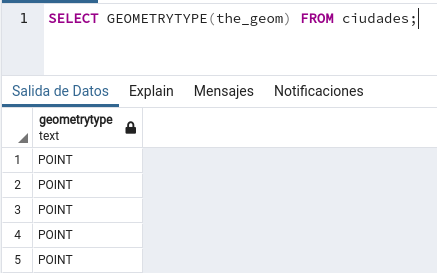 1 SELECT GEOMETRYTYPE(the_geom) FROM ciudades;
Salida de Datos Explain Mensajes Notificaciones
geometrytype
text
1 POINT
2 POINT
3 POINT
4 POINT
5 POINT